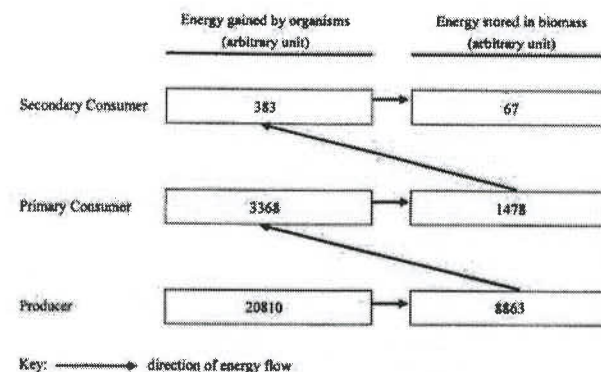 Energy gained by organisms Energy stored in biomass
(arbitrary unit) (arbitrary unit)
Secondary Consumer 383 67
Primary Consumer 3368 1478
Producer 20810 8863
Key: direction of energy flow